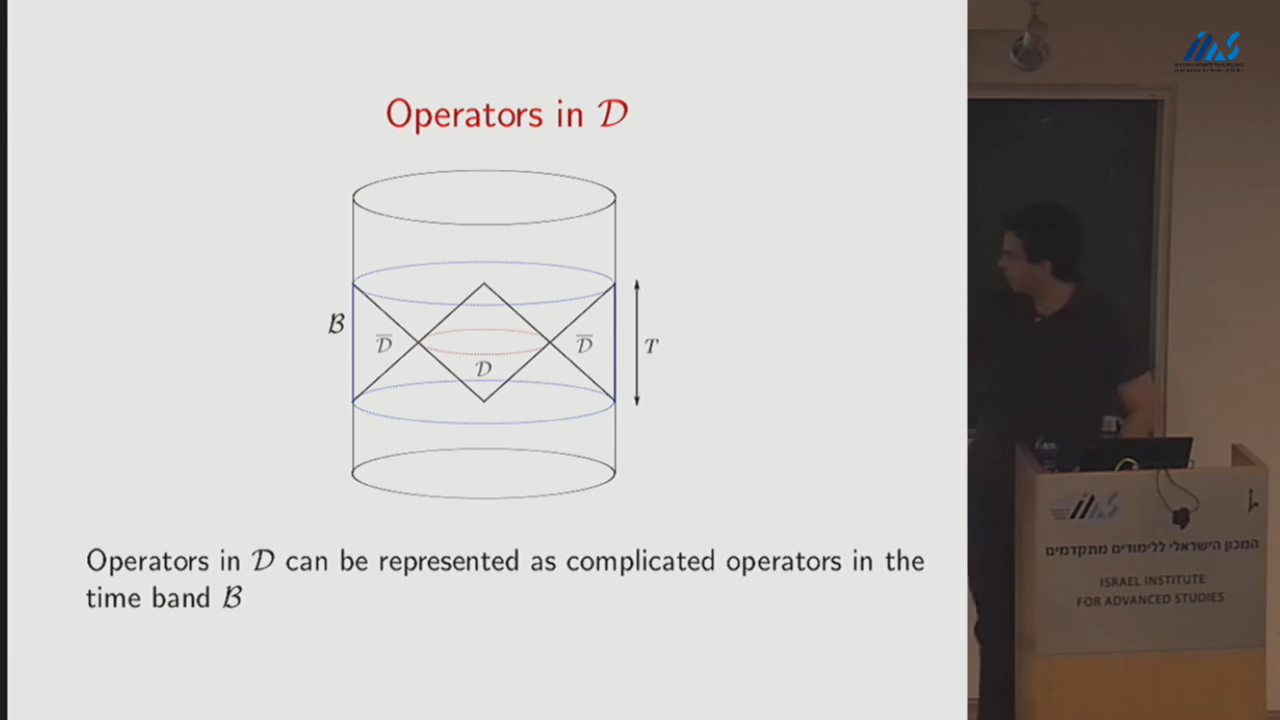 Operators in 𝒟
ℬ
𝒟̅
𝒟
𝒟̅
T
Operators in 𝒟 can be represented as complicated operators in the
time band ℬ
המכון הישראלי ללימודים מתקדמים
ISRAEL INSTITUTE
FOR ADVANCED STUDIES